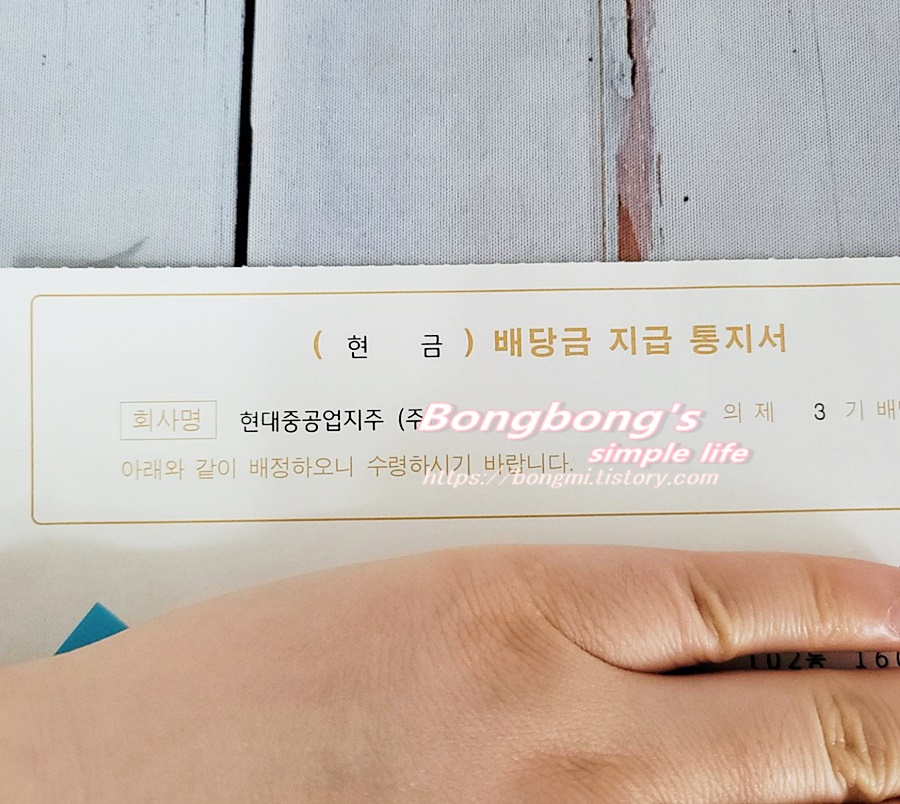 ( 현 금 ) 배당금 지급 통지서
회사명 현대중공업지주 (주 의 제 3 기
Bongbong's
simple life
아래와 같이 배정하오니 수령하시기 바랍니다.
https://bongmi.tistory.com